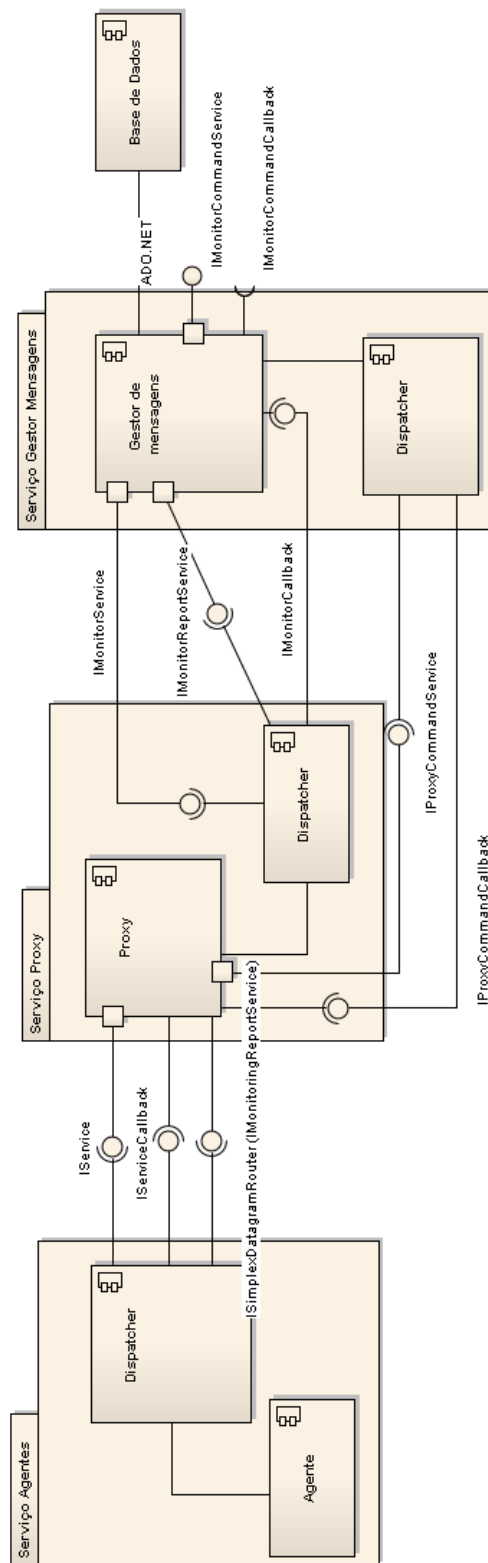 Serviço Agentes
Agente
Dispatcher
IService
IServiceCallback
ISimplexDatagramRouter (IMonitoringReportService)
Serviço Proxy
Proxy
Dispatcher
IMonitorService
IMonitorReportService
IMonitorCallback
IProxyCommandService
IProxyCommandCallback
Serviço Gestor Mensagens
Gestor de
mensagens
Dispatcher
ADO.NET
IMonitorCommandService
IMonitorCommandCallback
Base de Dados